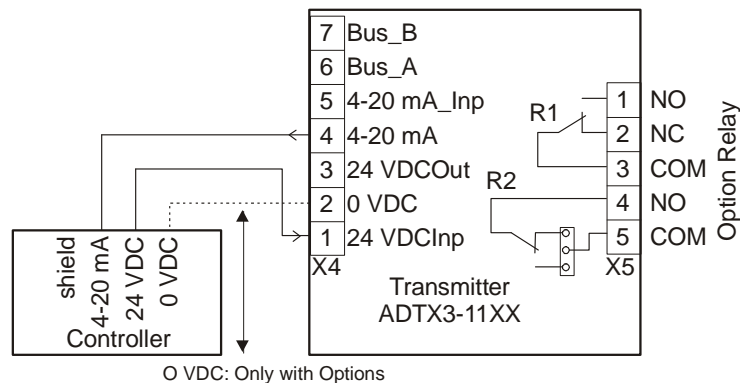 7 Bus_B
6 Bus_A
5 4-20 mA_Inp
4 4-20 mA
3 24 VDCOut
2 0 VDC
1 24 VDCInp
X4
R1
R2
1 NO
2 NC
3 COM
4 NO
5 COM
X5
Option Relay
Transmitter
ADTX3-11XX
shield
4-20 mA
24 VDC
0 VDC
Controller
O VDC: Only with Options